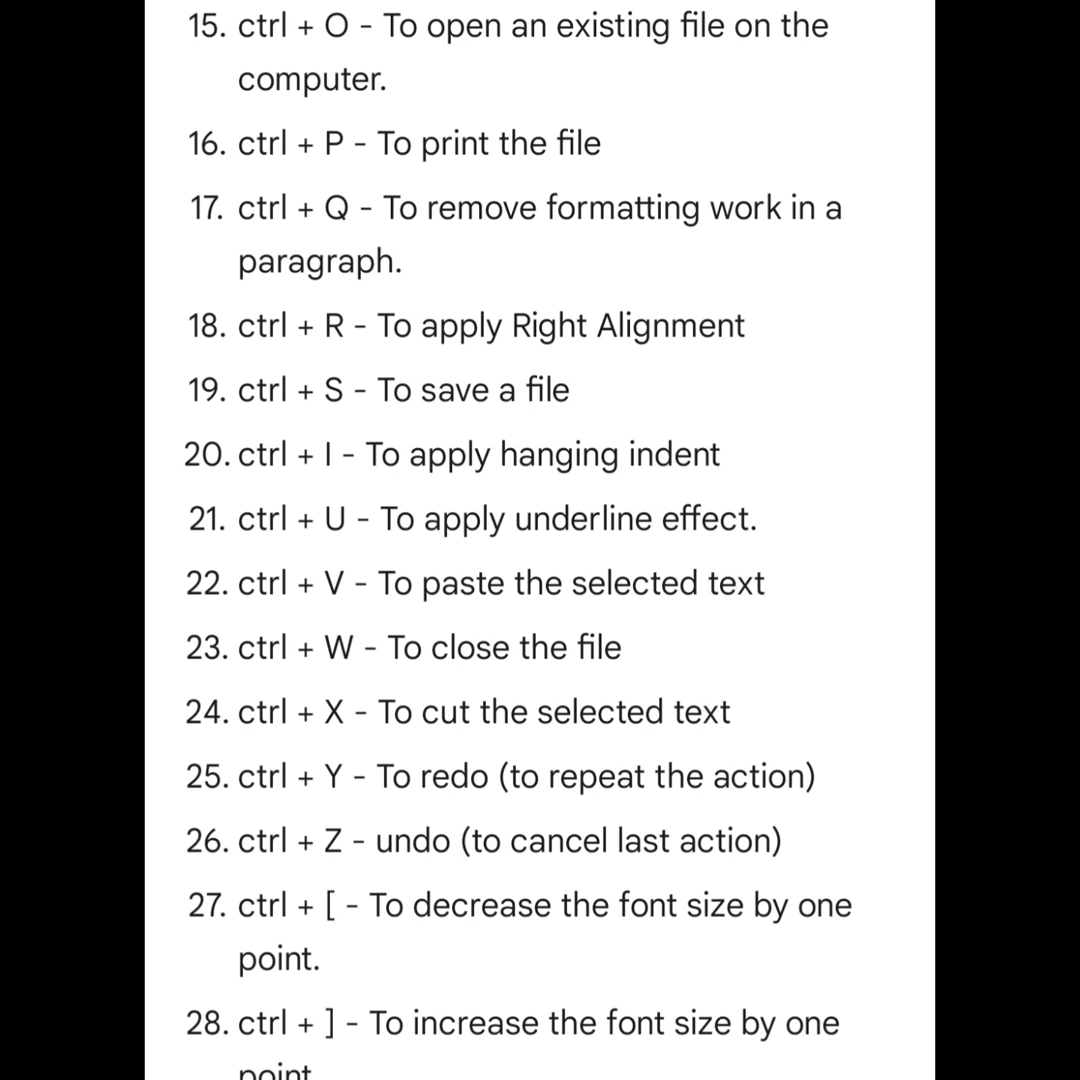 15. ctrl + O - To open an existing file on the
computer.
16. ctrl + P - To print the file
17. ctrl + Q - To remove formatting work in a
paragraph.
18. ctrl + R - To apply Right Alignment
19. ctrl + S - To save a file
20. ctrl + I - To apply hanging indent
21. ctrl + U - To apply underline effect.
22. ctrl + V - To paste the selected text
23. ctrl + W - To close the file
24. ctrl + X - To cut the selected text
25. ctrl + Y - To redo (to repeat the action)
26. ctrl + Z - undo (to cancel last action)
27. ctrl + [ - To decrease the font size by one
point.
28. ctrl + ] - To increase the font size by one
point